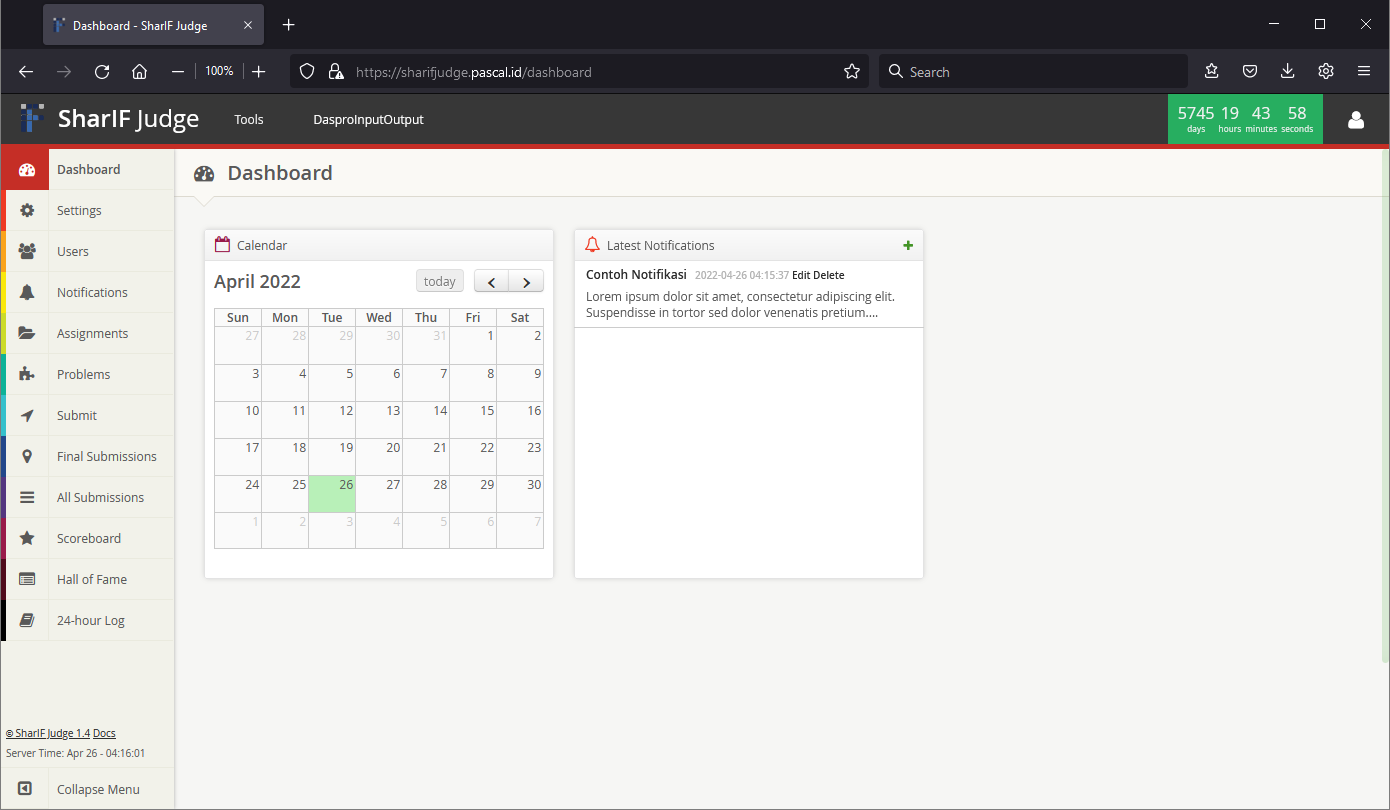 Dashboard - SharIF Judge
100%
https://sharifjudge.pascal.id/dashboard
Search
SharIF Judge
Tools
DasproInputOutput
5745 19 43 58
days hours minutes seconds
Dashboard
Settings
Users
Notifications
Assignments
Problems
Submit
Final Submissions
All Submissions
Scoreboard
Hall of Fame
24-hour Log
© SharIF Judge 1.4 Docs
Server Time: Apr 26 - 04:16:01
Collapse Menu
Dashboard
Calendar
April 2022
today
Sun Mon Tue Wed Thu Fri Sat
27 28 29 30 31 1 2
3 4 5 6 7 8 9
10 11 12 13 14 15 16
17 18 19 20 21 22 23
24 25 26 27 28 29 30
1 2 3 4 5 6 7
Latest Notifications
Contoh Notifikasi 2022-04-26 04:15:37 Edit Delete
Lorem ipsum dolor sit amet, consectetur adipiscing elit.
Suspendisse in tortor sed dolor venenatis pretium....